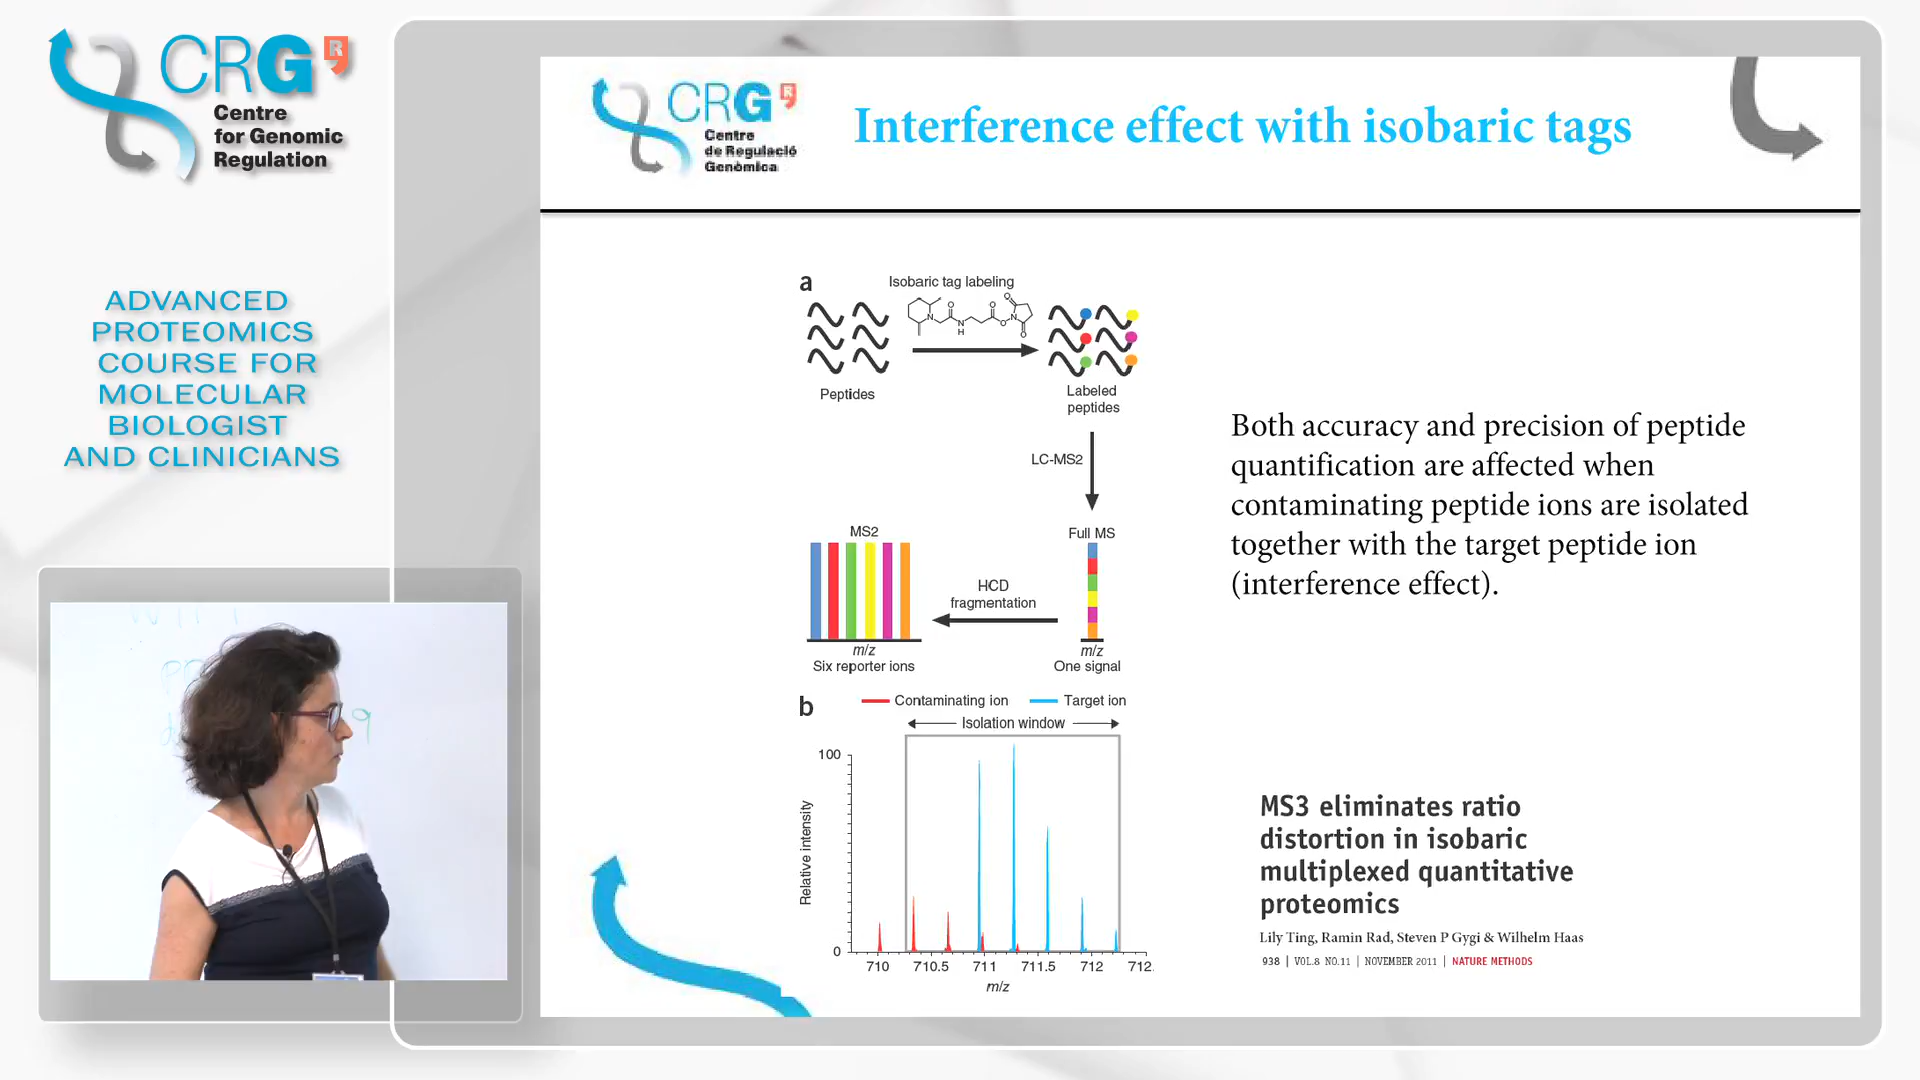 CRG
Centre
for Genomic
Regulation
ADVANCED
PROTEOMICS
COURSE FOR
MOLECULAR
BIOLOGIST
AND CLINICIANS
CRG
Centre
de Regulació
Genòmica
Interference effect with isobaric tags
a
Isobaric tag labeling
Peptides
Labeled
peptides
LC-MS2
Full MS
m/z
One signal
HCD
fragmentation
MS2
m/z
Six reporter ions
b
Contaminating ion
Target ion
Isolation window
Relative intensity
100
0
710 710.5 711 711.5 712 712.
m/z
Both accuracy and precision of peptide
quantification are affected when
contaminating peptide ions are isolated
together with the target peptide ion
(interference effect).
MS3 eliminates ratio
distortion in isobaric
multiplexed quantitative
proteomics
Lily Ting, Ramin Rad, Steven P Gygi & Wilhelm Haas
938 | VOL.8 NO.11 | NOVEMBER 2011 | NATURE METHODS